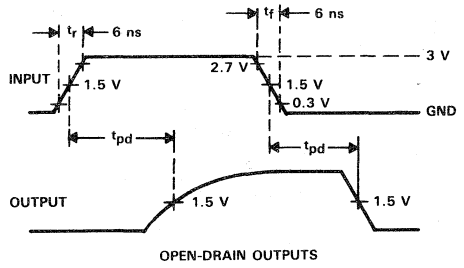 tr 6 ns
tf 6 ns
3 V
2.7 V
INPUT
1.5 V
1.5 V
0.3 V
GND
tpd
tpd
OUTPUT
1.5 V
1.5 V
OPEN-DRAIN OUTPUTS